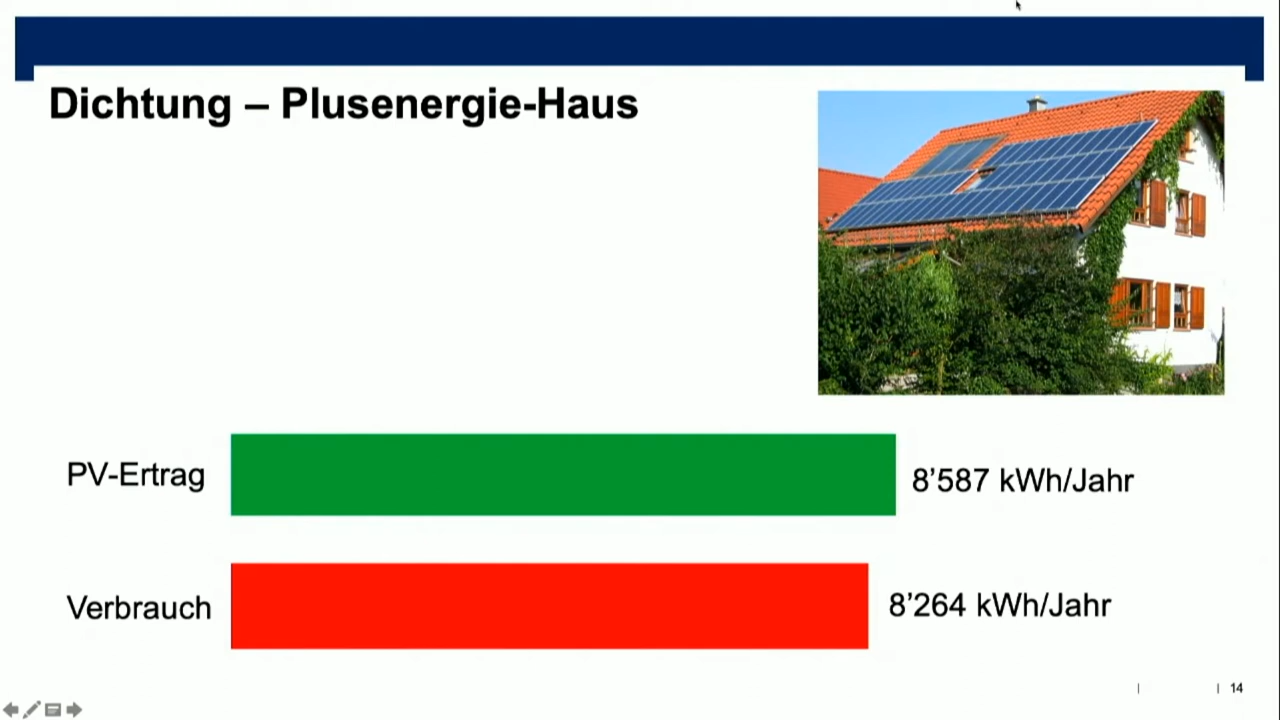 Dichtung – Plusenergie-Haus
PV-Ertrag
8’587 kWh/Jahr
Verbrauch
8’264 kWh/Jahr
| | 14